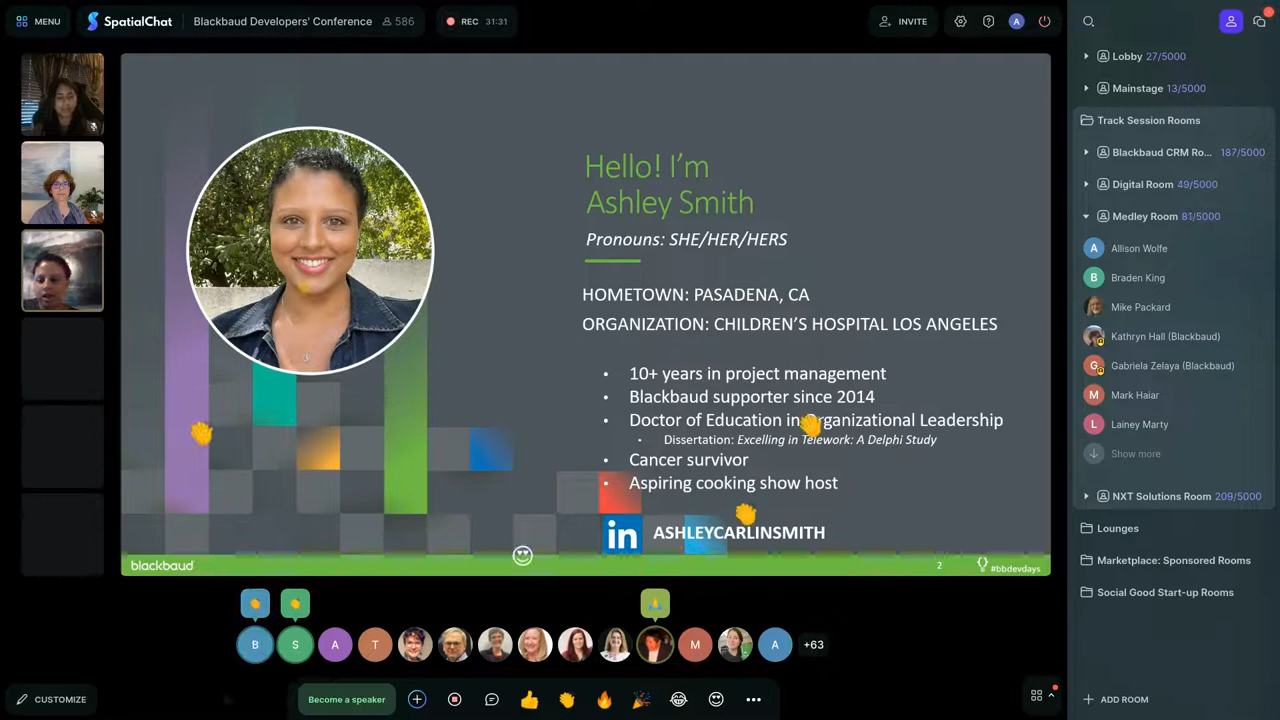 MENU
SpatialChat
Blackbaud Developers' Conference 586
REC 31:31
INVITE
A
Hello! I'm
Ashley Smith
Pronouns: SHE/HER/HERS
HOMETOWN: PASADENA, CA
ORGANIZATION: CHILDREN'S HOSPITAL LOS ANGELES
• 10+ years in project management
• Blackbaud supporter since 2014
• Doctor of Education in Organizational Leadership
• Dissertation: Excelling in Telework: A Delphi Study
• Cancer survivor
• Aspiring cooking show host
in ASHLEYCARLINSMITH
blackbaud
2
#bbdevdays
B S A T M A +63
CUSTOMIZE
Become a speaker
Lobby 27/5000
Mainstage 13/5000
Track Session Rooms
Blackbaud CRM Ro... 187/5000
Digital Room 49/5000
Medley Room 81/5000
A Allison Wolfe
B Braden King
Mike Packard
Kathryn Hall (Blackbaud)
G Gabriela Zelaya (Blackbaud)
M Mark Haiar
L Lainey Marty
Show more
NXT Solutions Room 209/5000
Lounges
Marketplace: Sponsored Rooms
Social Good Start-up Rooms
ADD ROOM